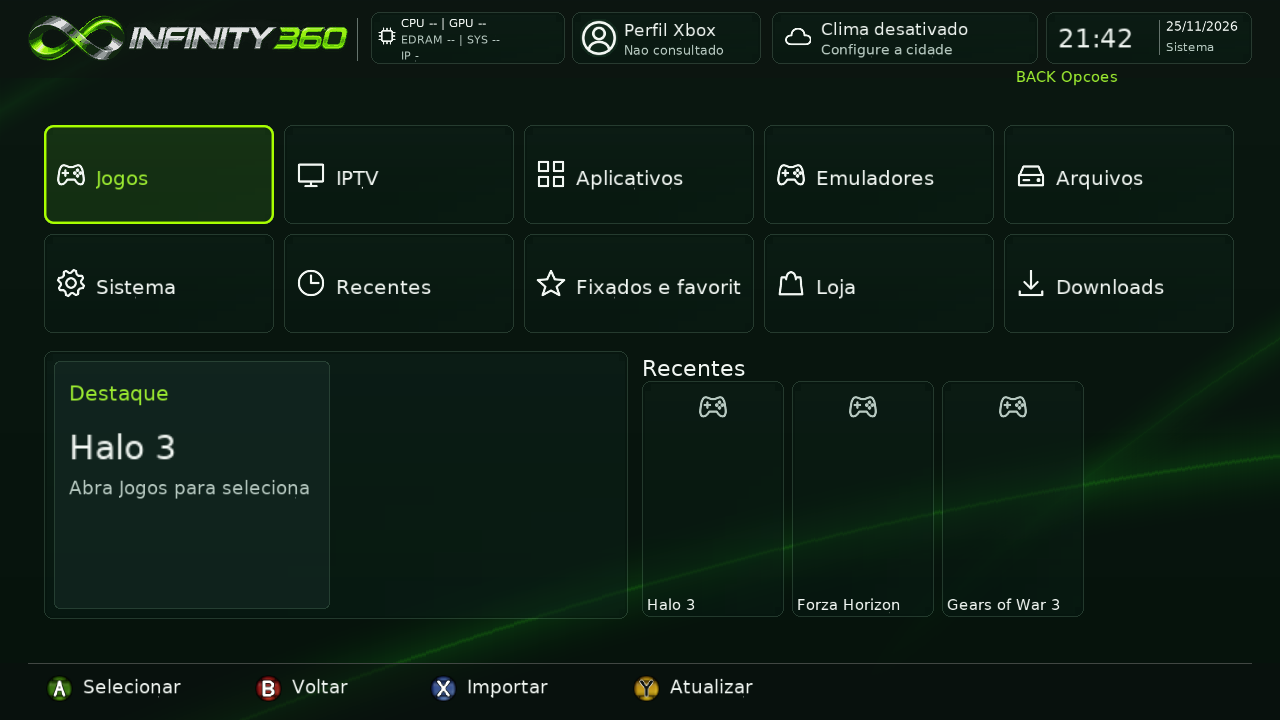 INFINITY 360
CPU -- | GPU --
EDRAM -- | SYS --
IP -
Perfil Xbox
Nao consultado
Clima desativado
Configure a cidade
21:42
25/11/2026
Sistema
BACK Opcoes
Jogos
IPTV
Aplicativos
Emuladores
Arquivos
Sistema
Recentes
Fixados e favorit
Loja
Downloads
Destaque
Halo 3
Abra Jogos para seleciona
Recentes
Halo 3
Forza Horizon
Gears of War 3
A Selecionar
B Voltar
X Importar
Y Atualizar